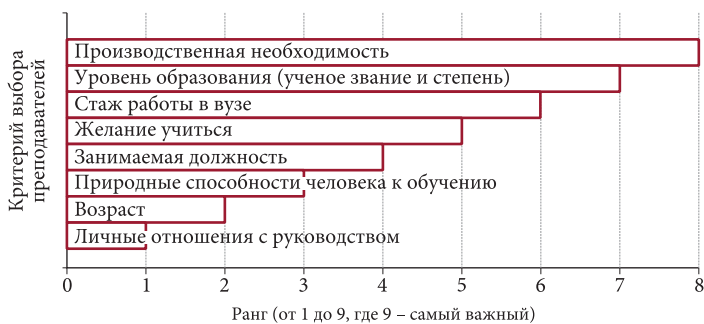 Критерий выбора
преподавателей
Производственная необходимость
Уровень образования (ученое звание и степень)
Стаж работы в вузе
Желание учиться
Занимаемая должность
Природные способности человека к обучению
Возраст
Личные отношения с руководством
0 1 2 3 4 5 6 7 8
Ранг (от 1 до 9, где 9 – самый важный)